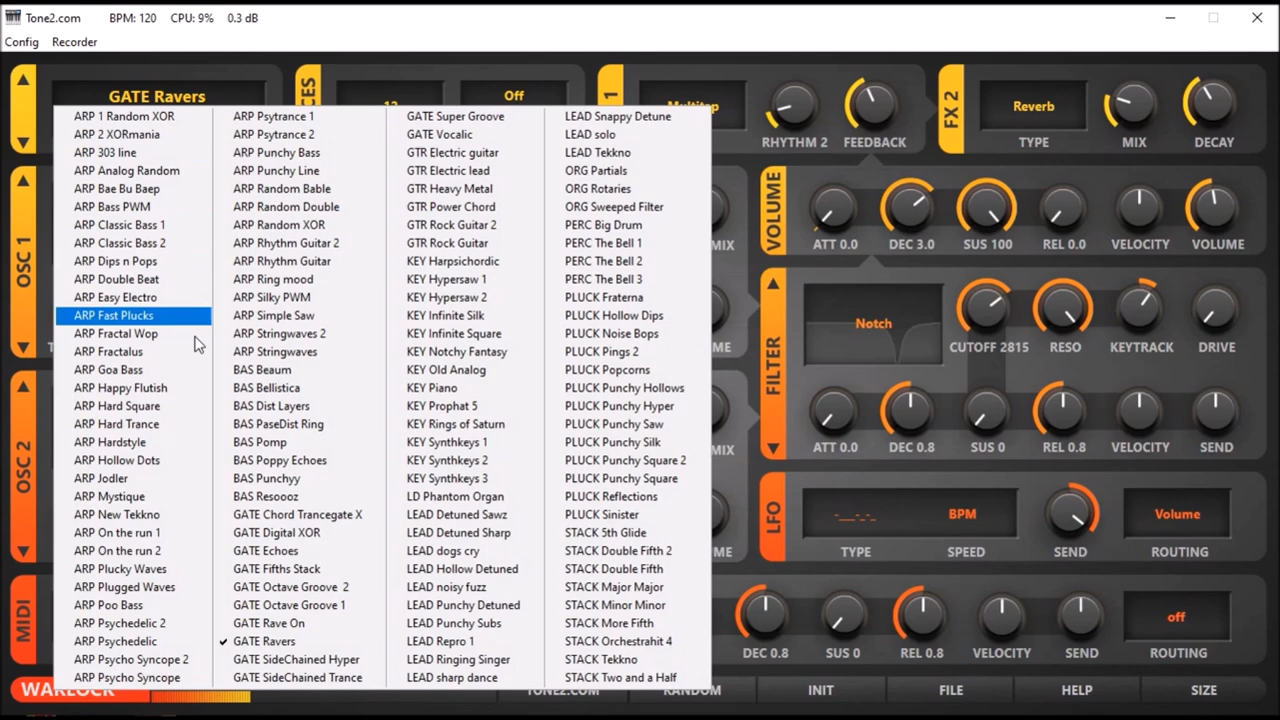 Tone2.com BPM: 120 CPU: 9% 0.3 dB
Config Recorder
GATE Ravers
Off
Reverb
FX 2
RHYTHM 2 FEEDBACK TYPE MIX DECAY
ARP 1 Random XOR
ARP 2 XORmania
ARP 303 line
ARP Analog Random
ARP Bae Bu Baep
ARP Bass PWM
ARP Classic Bass 1
ARP Classic Bass 2
ARP Dips n Pops
ARP Double Beat
ARP Easy Electro
ARP Fast Plucks
ARP Fractal Wop
ARP Fractalus
ARP Goa Bass
ARP Happy Flutish
ARP Hard Square
ARP Hard Trance
ARP Hardstyle
ARP Hollow Dots
ARP Jodler
ARP Mystique
ARP New Tekkno
ARP On the run 1
ARP On the run 2
ARP Plucky Waves
ARP Plugged Waves
ARP Poo Bass
ARP Psychedelic 2
ARP Psychedelic
ARP Psycho Syncope 2
ARP Psycho Syncope
ARP Psytrance 1
ARP Psytrance 2
ARP Punchy Bass
ARP Punchy Line
ARP Random Bable
ARP Random Double
ARP Random XOR
ARP Rhythm Guitar 2
ARP Rhythm Guitar
ARP Ring mood
ARP Silky PWM
ARP Simple Saw
ARP Stringwaves 2
ARP Stringwaves
BAS Beaum
BAS Bellistica
BAS Dist Layers
BAS PaseDist Ring
BAS Pomp
BAS Poppy Echoes
BAS Punchyy
BAS Resoooz
GATE Chord Trancegate X
GATE Digital XOR
GATE Echoes
GATE Fifths Stack
GATE Octave Groove 2
GATE Octave Groove 1
GATE Rave On
GATE Ravers
GATE SideChained Hyper
GATE SideChained Trance
GATE Super Groove
GATE Vocalic
GTR Electric guitar
GTR Electric lead
GTR Heavy Metal
GTR Power Chord
GTR Rock Guitar 2
GTR Rock Guitar
KEY Harpsichordic
KEY Hypersaw 1
KEY Hypersaw 2
KEY Infinite Silk
KEY Infinite Square
KEY Notchy Fantasy
KEY Old Analog
KEY Piano
KEY Prophat 5
KEY Rings of Saturn
KEY Synthkeys 1
KEY Synthkeys 2
KEY Synthkeys 3
LD Phantom Organ
LEAD Detuned Sawz
LEAD Detuned Sharp
LEAD dogs cry
LEAD Hollow Detuned
LEAD noisy fuzz
LEAD Punchy Detuned
LEAD Punchy Subs
LEAD Repro 1
LEAD Ringing Singer
LEAD sharp dance
LEAD Snappy Detune
LEAD solo
LEAD Tekkno
ORG Partials
ORG Rotaries
ORG Sweeped Filter
PERC Big Drum
PERC The Bell 1
PERC The Bell 2
PERC The Bell 3
PLUCK Fraterna
PLUCK Hollow Dips
PLUCK Noise Bops
PLUCK Pings 2
PLUCK Popcorns
PLUCK Punchy Hollows
PLUCK Punchy Hyper
PLUCK Punchy Saw
PLUCK Punchy Silk
PLUCK Punchy Square 2
PLUCK Punchy Square
PLUCK Reflections
PLUCK Sinister
STACK 5th Glide
STACK Double Fifth 2
STACK Double Fifth
STACK Major Major
STACK Minor Minor
STACK More Fifth
STACK Orchestrahit 4
STACK Tekkno
STACK Two and a Half
OSC 1
OSC 2
MIDI
VOLUME
ATT 0.0 DEC 3.0 SUS 100 REL 0.0 VELOCITY VOLUME
FILTER
Notch
CUTOFF 2815 RESO KEYTRACK DRIVE
ATT 0.0 DEC 0.8 SUS 0 REL 0.8 VELOCITY SEND
LFO
BPM Volume
TYPE SPEED SEND ROUTING
off
DEC 0.8 SUS 0 REL 0.8 VELOCITY SEND ROUTING
WARLOCK TONE2.COM RANDOM INIT FILE HELP SIZE